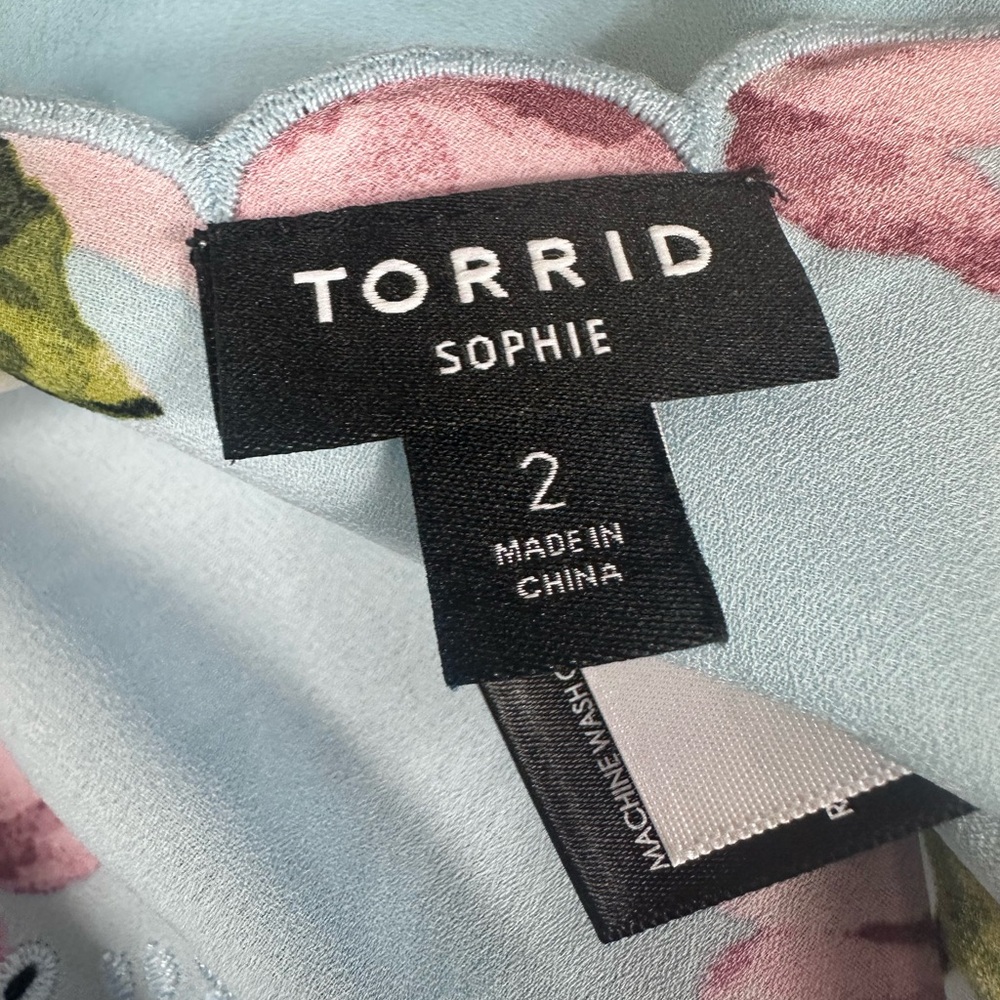 TORRID
SOPHIE
2
MADE IN
CHINA
MACHINE WASH